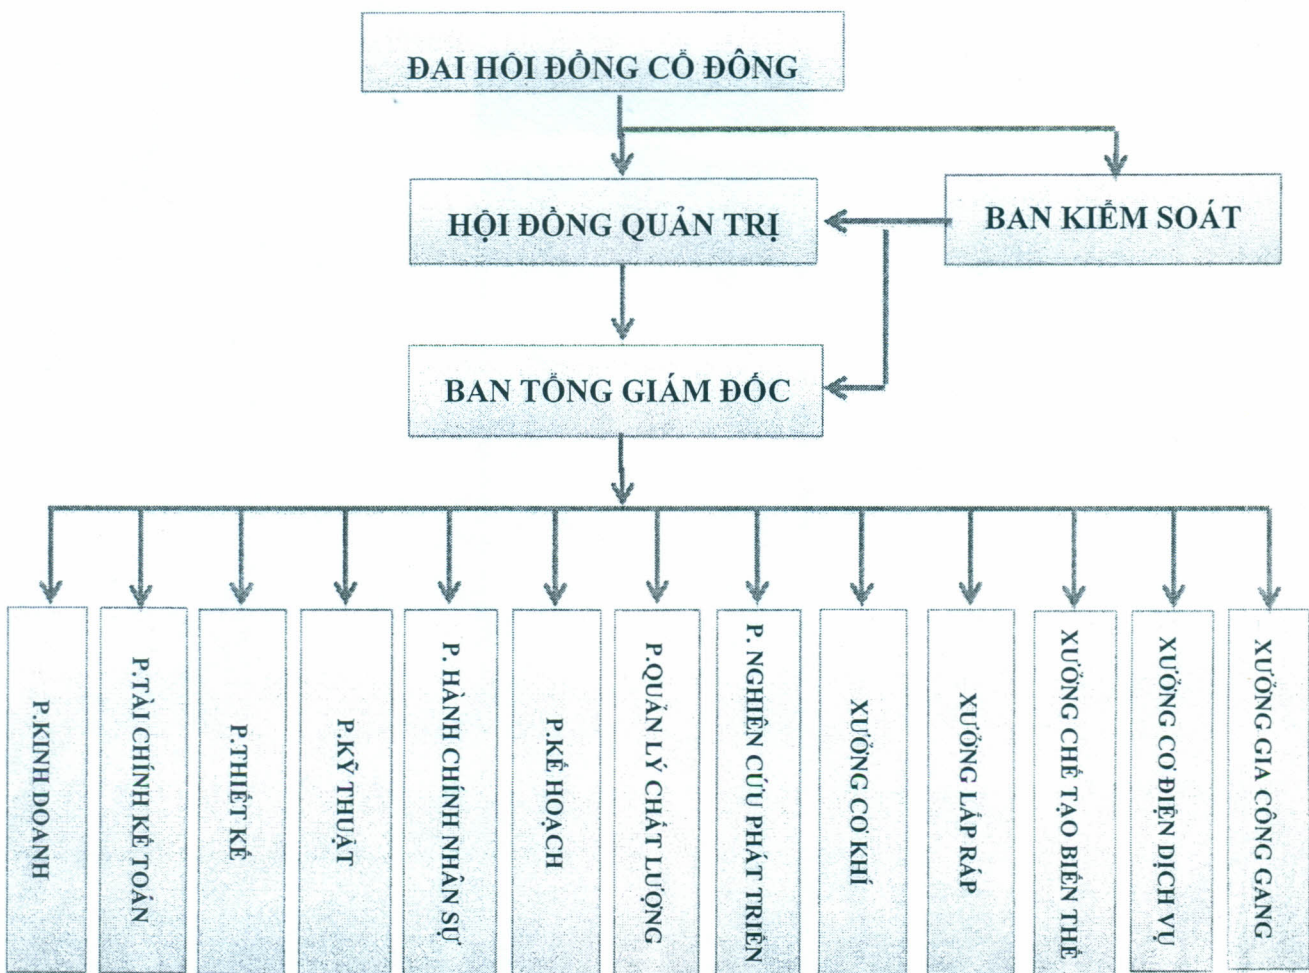 ĐAI HÔI ĐỒNG CỔ ĐÔNG
HỘI ĐỒNG QUẢN TRỊ
BAN KIỂM SOÁT
BAN TỔNG GIÁM ĐỐC
P.KINH DOANH
P.TÀI CHÍNH KẾ TOÁN
P.THIẾT KẾ
P.KỸ THUẬT
P. HÀNH CHÍNH NHÂN SỰ
P.KẾ HOẠCH
P.QUẢN LÝ CHẤT LƯỢNG
P. NGHIÊN CỨU PHÁT TRIỂN
XƯỞNG CƠ KHÍ
XƯỞNG LẮP RÁP
XƯỞNG CHẾ TẠO BIẾN THẾ
XƯỞNG CƠ ĐIỆN DỊCH VỤ
XƯỞNG GIA CÔNG GANG